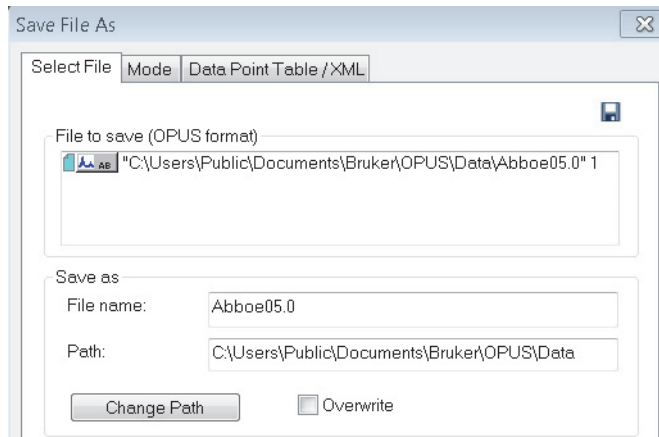 Save File As
Select File Mode Data Point Table / XML
File to save (OPUS format)
AB "C:\Users\Public\Documents\Bruker\OPUS\Data\Abboe05.0" 1
Save as
File name: Abboe05.0
Path: C:\Users\Public\Documents\Bruker\OPUS\Data
Change Path Overwrite